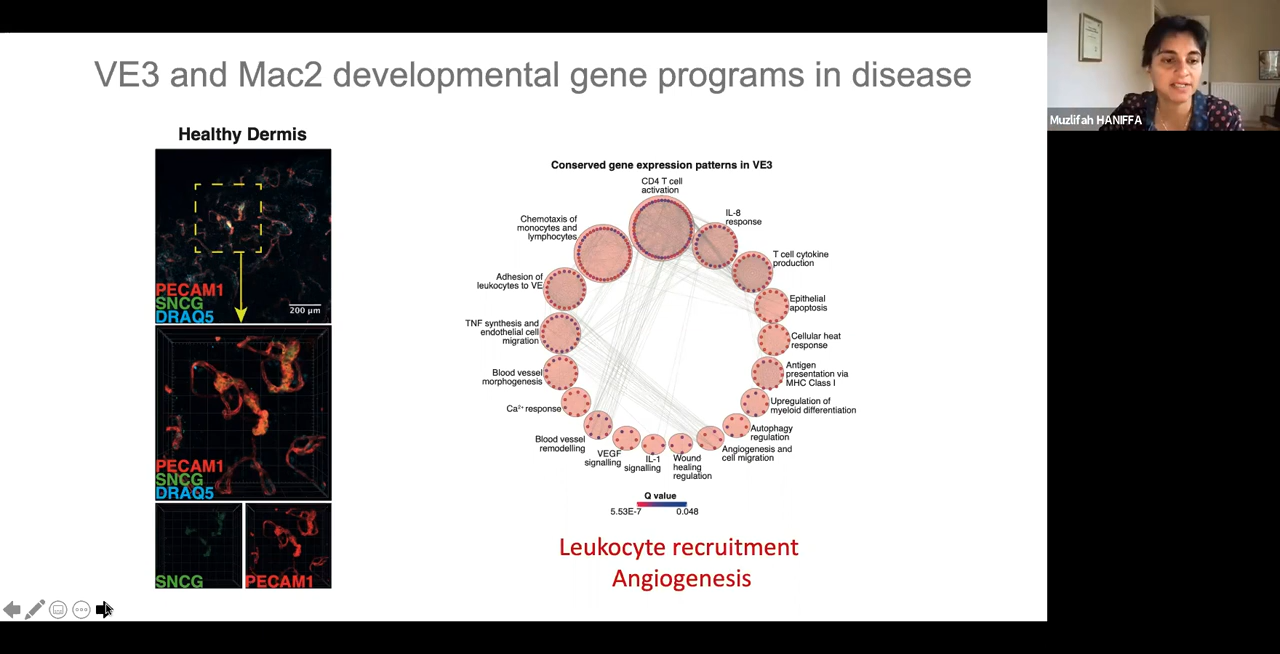 VE3 and Mac2 developmental gene programs in disease
Muzlifah HANIFFA
Healthy Dermis
PECAM1
SNCG
DRAQ5
200 µm
PECAM1
SNCG
DRAQ5
SNCG
PECAM1
Conserved gene expression patterns in VE3
CD4 T cell
activation
IL-8
response
T cell cytokine
production
Epithelial
apoptosis
Cellular heat
response
Antigen
presentation via
MHC Class I
Upregulation of
myeloid differentiation
Autophagy
regulation
Angiogenesis and
cell migration
Wound
healing
regulation
IL-1
signalling
VEGF
signalling
Blood vessel
remodelling
Ca²⁺ response
Blood vessel
morphogenesis
TNF synthesis and
endothelial cell
migration
Adhesion of
leukocytes to VE
Chemotaxis of
monocytes and
lymphocytes
Q value
5.53E-7
0.048
Leukocyte recruitment
Angiogenesis